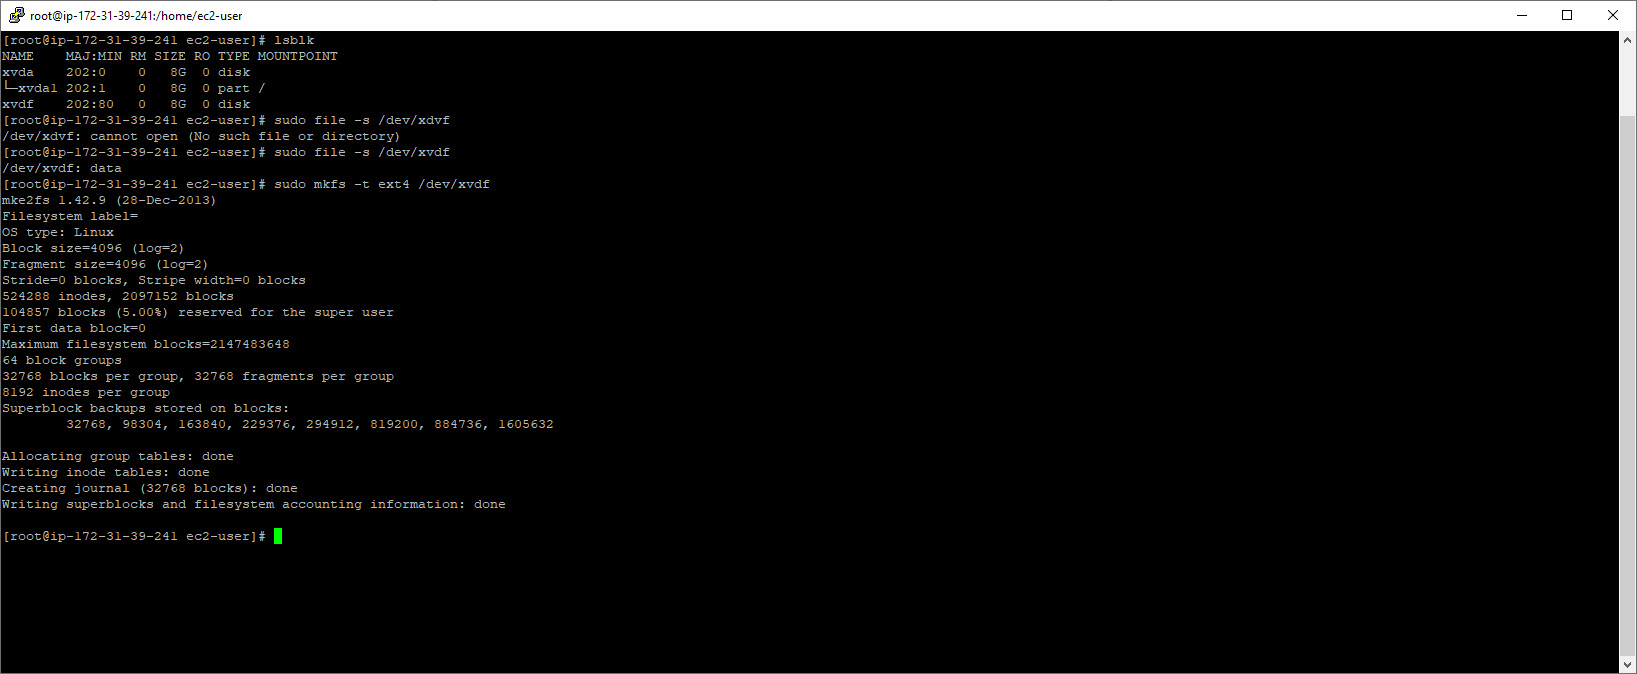 root@ip-172-31-39-241:/home/ec2-user
[root@ip-172-31-39-241 ec2-user]# lsblk
NAME    MAJ:MIN RM SIZE RO TYPE MOUNTPOINT
xvda    202:0    0   8G  0 disk
└─xvda1 202:1    0   8G  0 part /
xvdf    202:80   0   8G  0 disk
[root@ip-172-31-39-241 ec2-user]# sudo file -s /dev/xdvf
/dev/xdvf: cannot open (No such file or directory)
[root@ip-172-31-39-241 ec2-user]# sudo file -s /dev/xvdf
/dev/xvdf: data
[root@ip-172-31-39-241 ec2-user]# sudo mkfs -t ext4 /dev/xvdf
mke2fs 1.42.9 (28-Dec-2013)
Filesystem label=
OS type: Linux
Block size=4096 (log=2)
Fragment size=4096 (log=2)
Stride=0 blocks, Stripe width=0 blocks
524288 inodes, 2097152 blocks
104857 blocks (5.00%) reserved for the super user
First data block=0
Maximum filesystem blocks=2147483648
64 block groups
32768 blocks per group, 32768 fragments per group
8192 inodes per group
Superblock backups stored on blocks:
        32768, 98304, 163840, 229376, 294912, 819200, 884736, 1605632
Allocating group tables: done
Writing inode tables: done
Creating journal (32768 blocks): done
Writing superblocks and filesystem accounting information: done
[root@ip-172-31-39-241 ec2-user]#